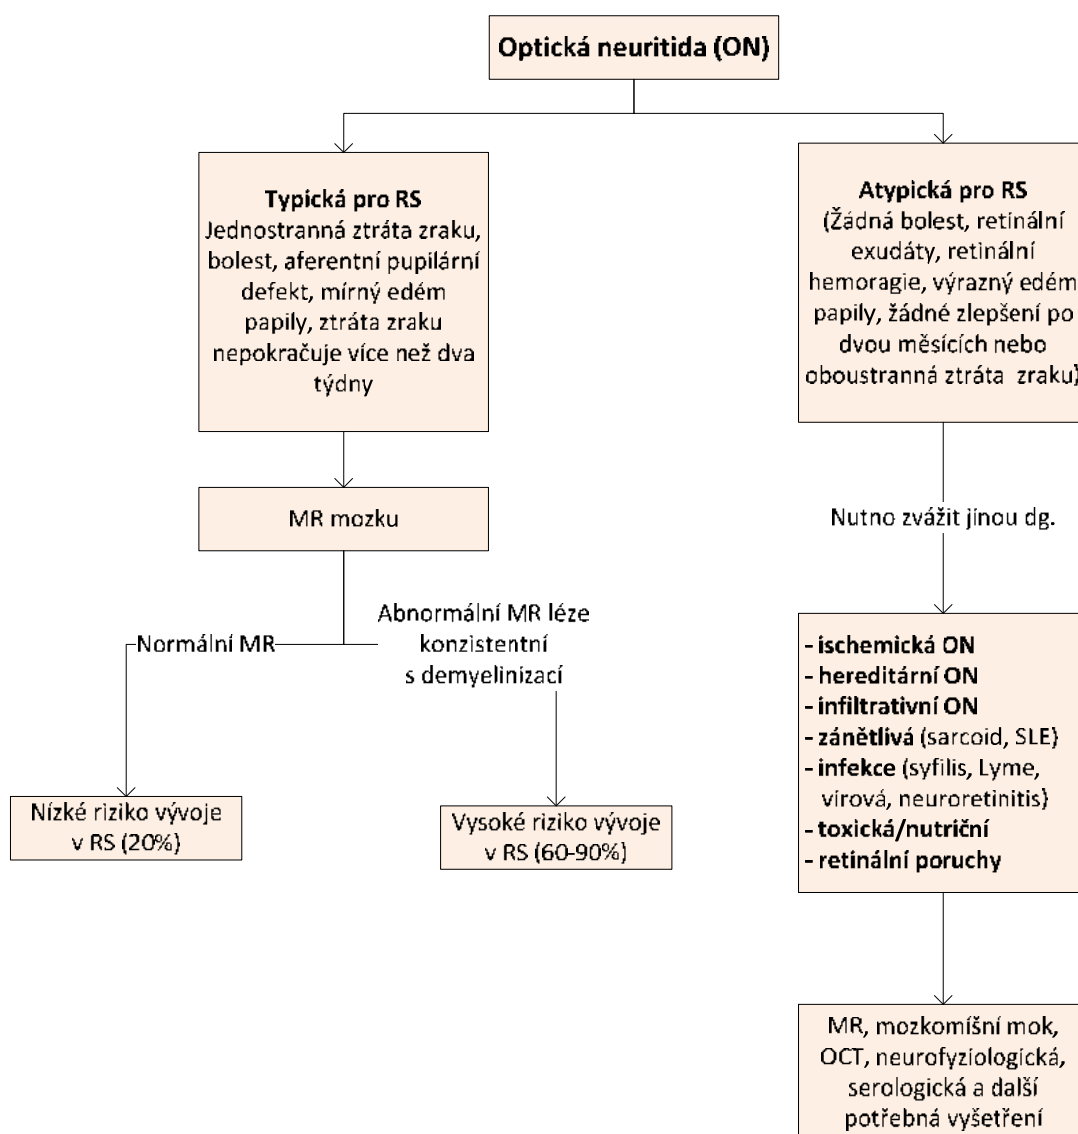 Optická neuritida (ON)
Typická pro RS
Jednostranná ztráta zraku,
bolest, aferentní pupilární
defekt, mírný edém
papily, ztráta zraku
nepokračuje více než dva
týdny
Atypická pro RS
(Žádná bolest, retinální
exudáty, retinální
hemoragie, výrazný edém
papily, žádné zlepšení po
dvou měsících nebo
oboustranná ztráta zraku)
MR mozku
Nutno zvážit jinou dg.
Normální MR
Abnormální MR léze
konzistentní
s demyelinizací
- ischemická ON
- hereditární ON
- infiltrativní ON
- zánětlivá (sarcoid, SLE)
- infekce (syfilis, Lyme,
virová, neuroretinitis)
- toxická/nutriční
- retinální poruchy
Nízké riziko vývoje
v RS (20%)
Vysoké riziko vývoje
v RS (60-90%)
MR, mozkomíšní mok,
OCT, neurofyziologická,
serologická a další
potřebná vyšetření